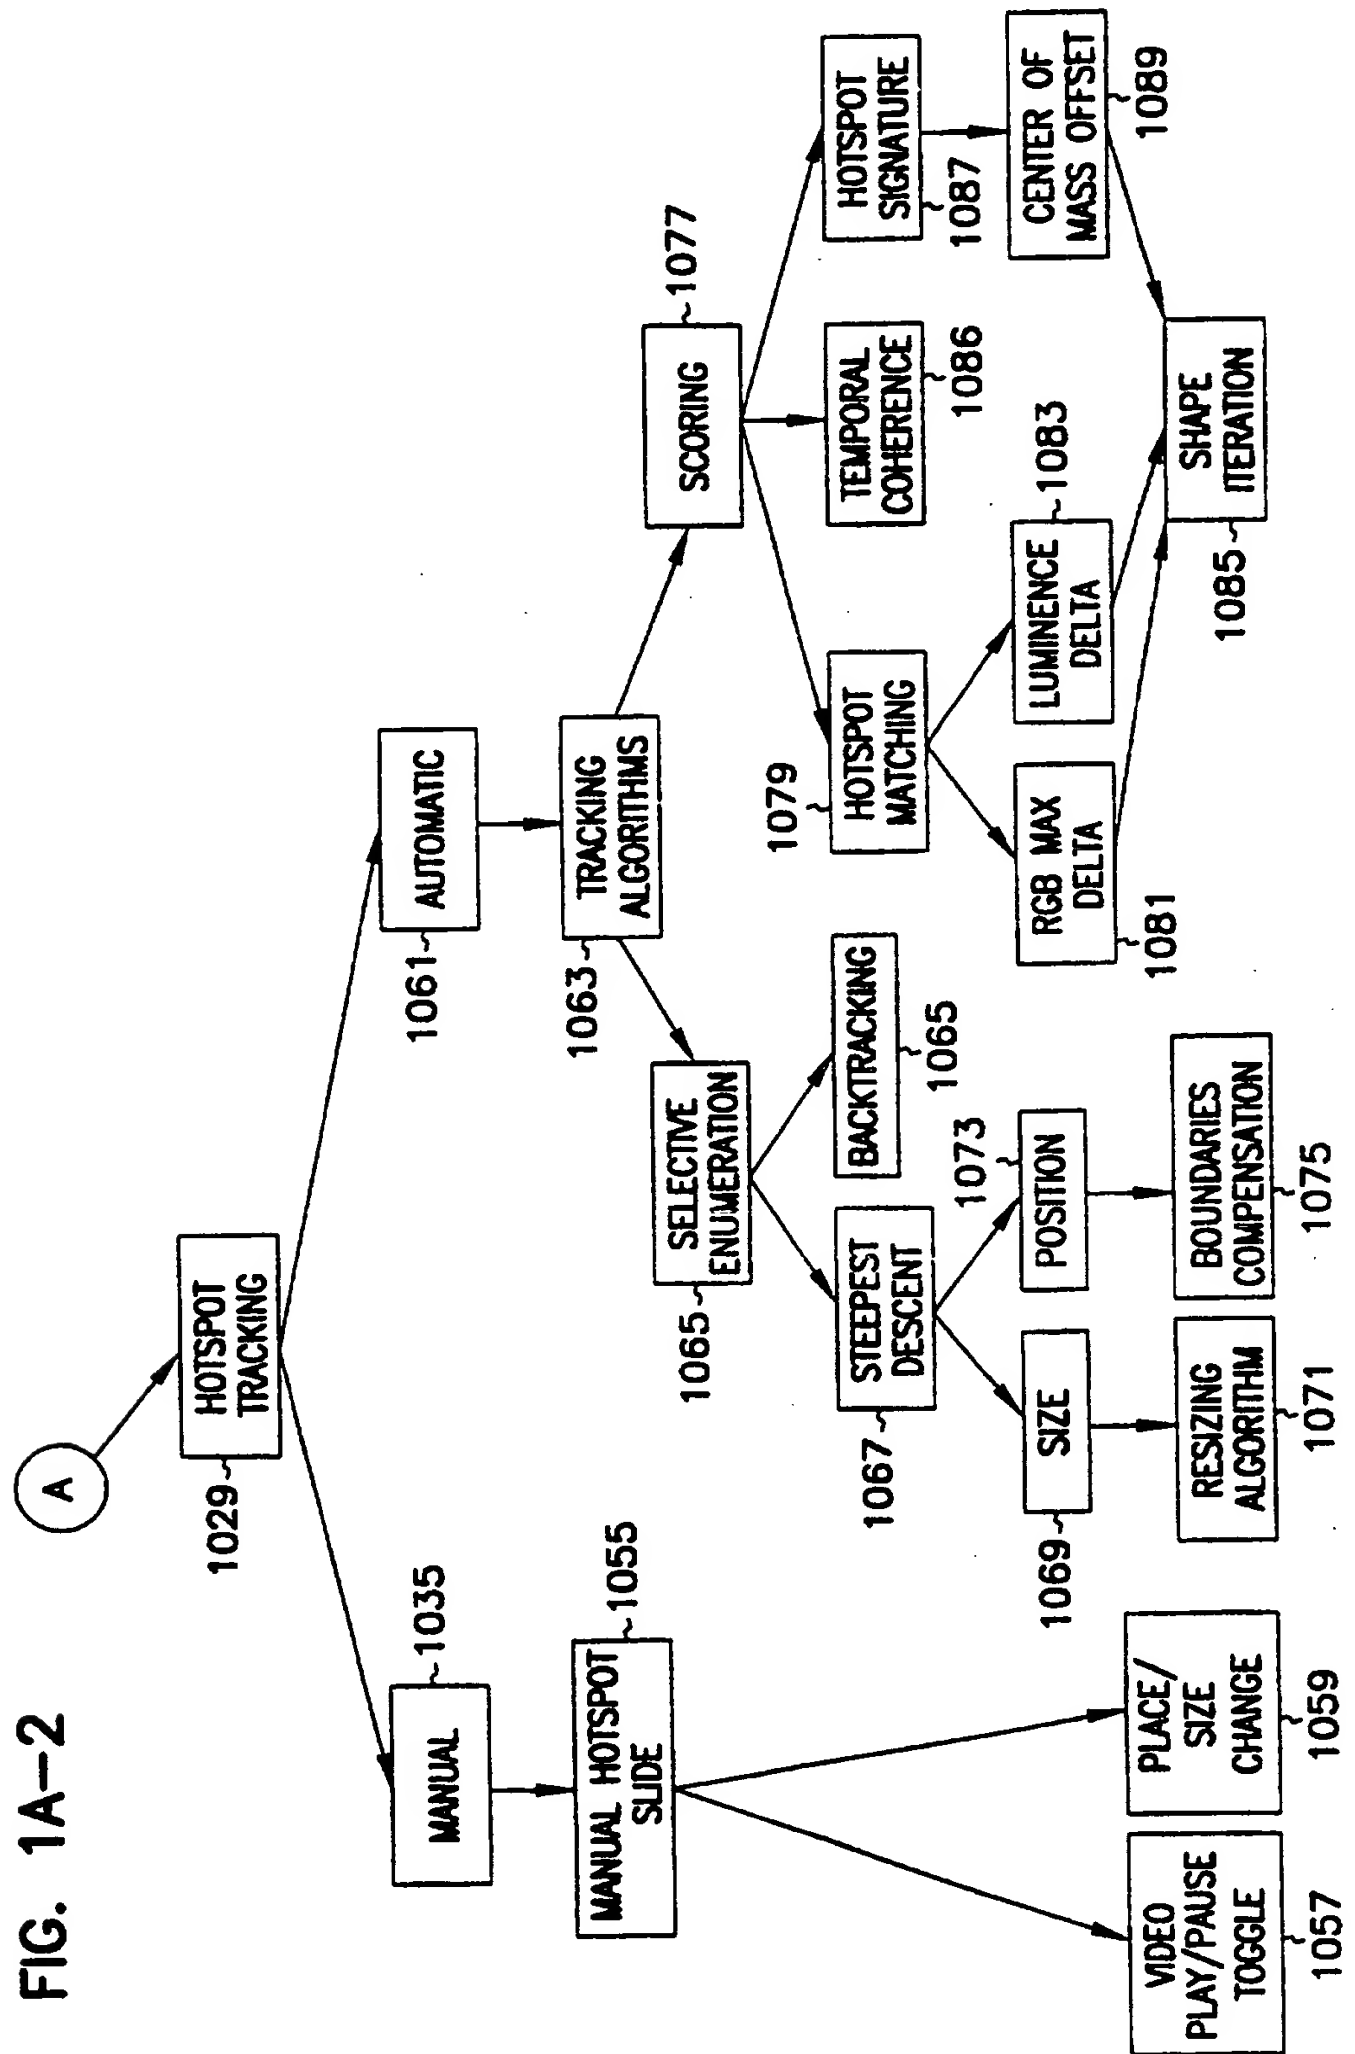 FIG. 1A-2
A
HOTSPOT
TRACKING
1029
MANUAL
1035
AUTOMATIC
1061
MANUAL HOTSPOT
SLIDE
1055
TRACKING
ALGORITHMS
1063
SELECTIVE
ENUMERATION
1065
SCORING
1077
STEEPEST
DESCENT
1067
BACKTRACKING
1065
HOTSPOT
MATCHING
1079
TEMPORAL
COHERENCE
1086
HOTSPOT
SIGNATURE
1087
SIZE
1069
POSITION
1073
RGB MAX
DELTA
1081
LUMINENCE
DELTA
1083
CENTER OF
MASS OFFSET
1089
VIDEO
PLAY/PAUSE
TOGGLE
1057
PLACE/
SIZE
CHANGE
1059
RESIZING
ALGORITHM
1071
BOUNDARIES
COMPENSATION
1075
SHAPE
ITERATION
1085